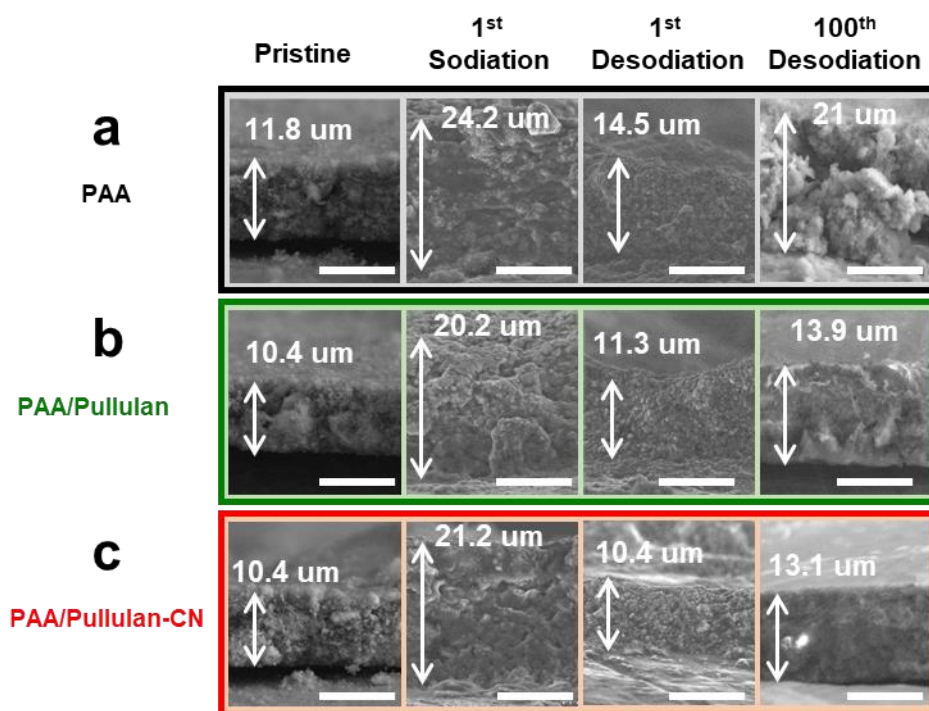 Pristine
1st
Sodiation
1st
Desodiation
100th
Desodiation
a
PAA
11.8 um
24.2 um
14.5 um
21 um
b
PAA/Pullulan
10.4 um
20.2 um
11.3 um
13.9 um
c
PAA/Pullulan-CN
10.4 um
21.2 um
10.4 um
13.1 um